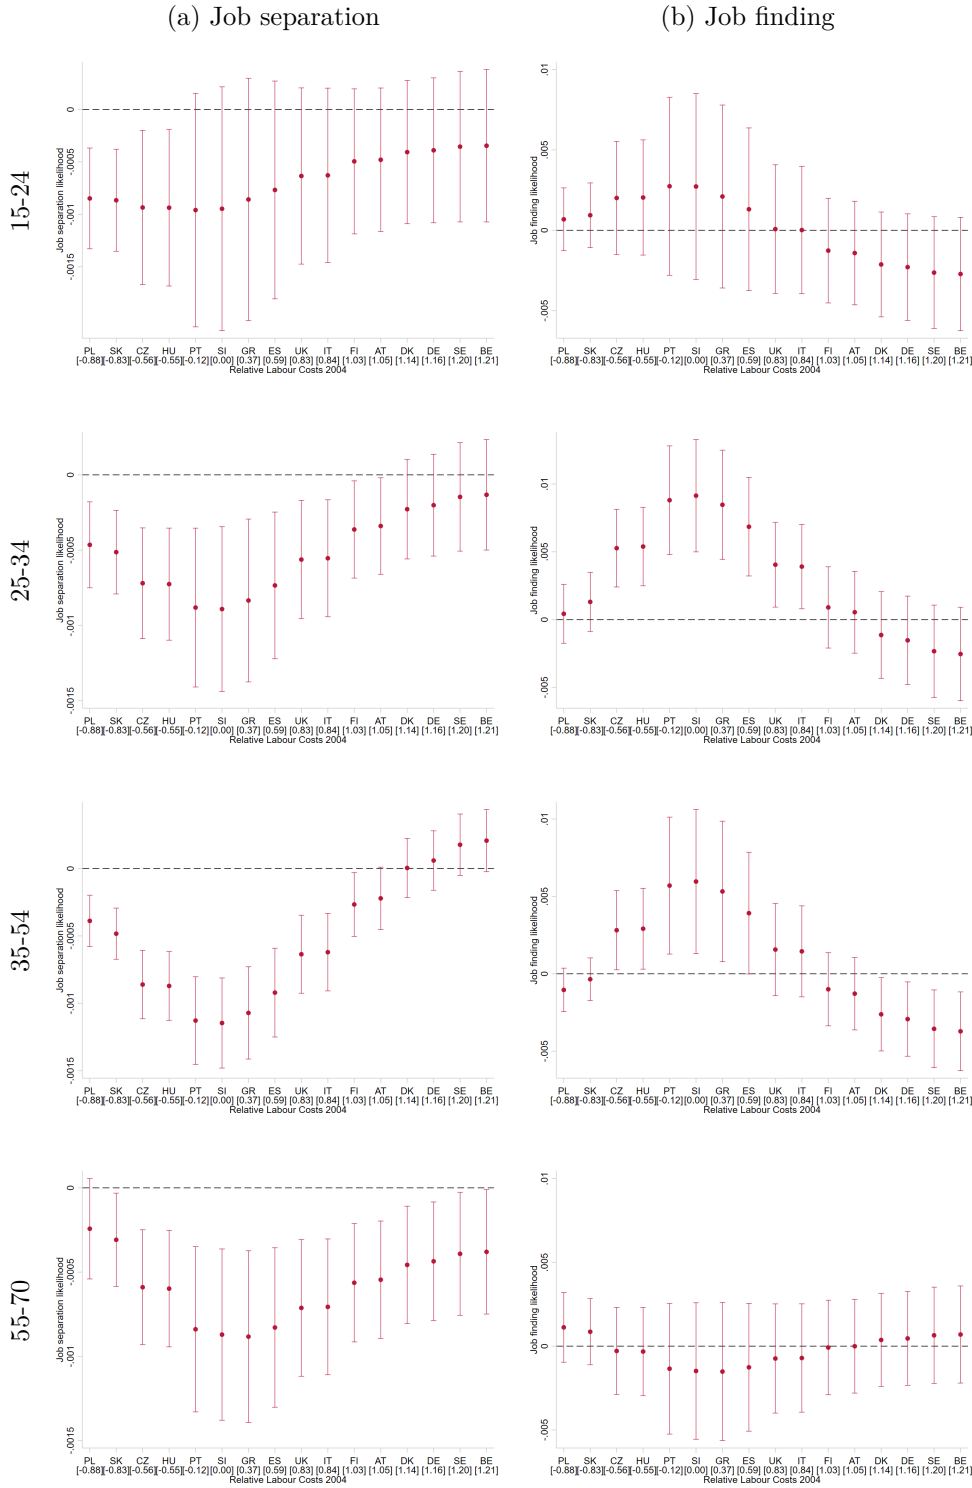 (a) Job separation
(b) Job finding
15-24
Job separation likelihood
0
-.0005
-.001
-.0015
PL SK CZ HU PT SI GR ES UK IT FI AT DK DE SE BE
[-0.88][-0.83][-0.56][-0.55][-0.12][0.00] [0.37] [0.59] [0.83] [0.84] [1.03] [1.05] [1.14] [1.16] [1.20] [1.21]
Relative Labour Costs 2004
Job finding likelihood
.01
.005
0
-.005
PL SK CZ HU PT SI GR ES UK IT FI AT DK DE SE BE
[-0.88][-0.83][-0.56][-0.55][-0.12][0.00] [0.37] [0.59] [0.83] [0.84] [1.03] [1.05] [1.14] [1.16] [1.20] [1.21]
Relative Labour Costs 2004
25-34
Job separation likelihood
0
-.0005
-.001
-.0015
PL SK CZ HU PT SI GR ES UK IT FI AT DK DE SE BE
[-0.88][-0.83][-0.56][-0.55][-0.12][0.00] [0.37] [0.59] [0.83] [0.84] [1.03] [1.05] [1.14] [1.16] [1.20] [1.21]
Relative Labour Costs 2004
Job finding likelihood
.01
.005
0
-.005
PL SK CZ HU PT SI GR ES UK IT FI AT DK DE SE BE
[-0.88][-0.83][-0.56][-0.55][-0.12][0.00] [0.37] [0.59] [0.83] [0.84] [1.03] [1.05] [1.14] [1.16] [1.20] [1.21]
Relative Labour Costs 2004
35-54
Job separation likelihood
0
-.0005
-.001
-.0015
PL SK CZ HU PT SI GR ES UK IT FI AT DK DE SE BE
[-0.88][-0.83][-0.56][-0.55][-0.12][0.00] [0.37] [0.59] [0.83] [0.84] [1.03] [1.05] [1.14] [1.16] [1.20] [1.21]
Relative Labour Costs 2004
Job finding likelihood
.01
.005
0
-.005
PL SK CZ HU PT SI GR ES UK IT FI AT DK DE SE BE
[-0.88][-0.83][-0.56][-0.55][-0.12][0.00] [0.37] [0.59] [0.83] [0.84] [1.03] [1.05] [1.14] [1.16] [1.20] [1.21]
Relative Labour Costs 2004
55-70
Job separation likelihood
0
-.0005
-.001
-.0015
PL SK CZ HU PT SI GR ES UK IT FI AT DK DE SE BE
[-0.88][-0.83][-0.56][-0.55][-0.12][0.00] [0.37] [0.59] [0.83] [0.84] [1.03] [1.05] [1.14] [1.16] [1.20] [1.21]
Relative Labour Costs 2004
Job finding likelihood
.01
.005
0
-.005
PL SK CZ HU PT SI GR ES UK IT FI AT DK DE SE BE
[-0.88][-0.83][-0.56][-0.55][-0.12][0.00] [0.37] [0.59] [0.83] [0.84] [1.03] [1.05] [1.14] [1.16] [1.20] [1.21]
Relative Labour Costs 2004